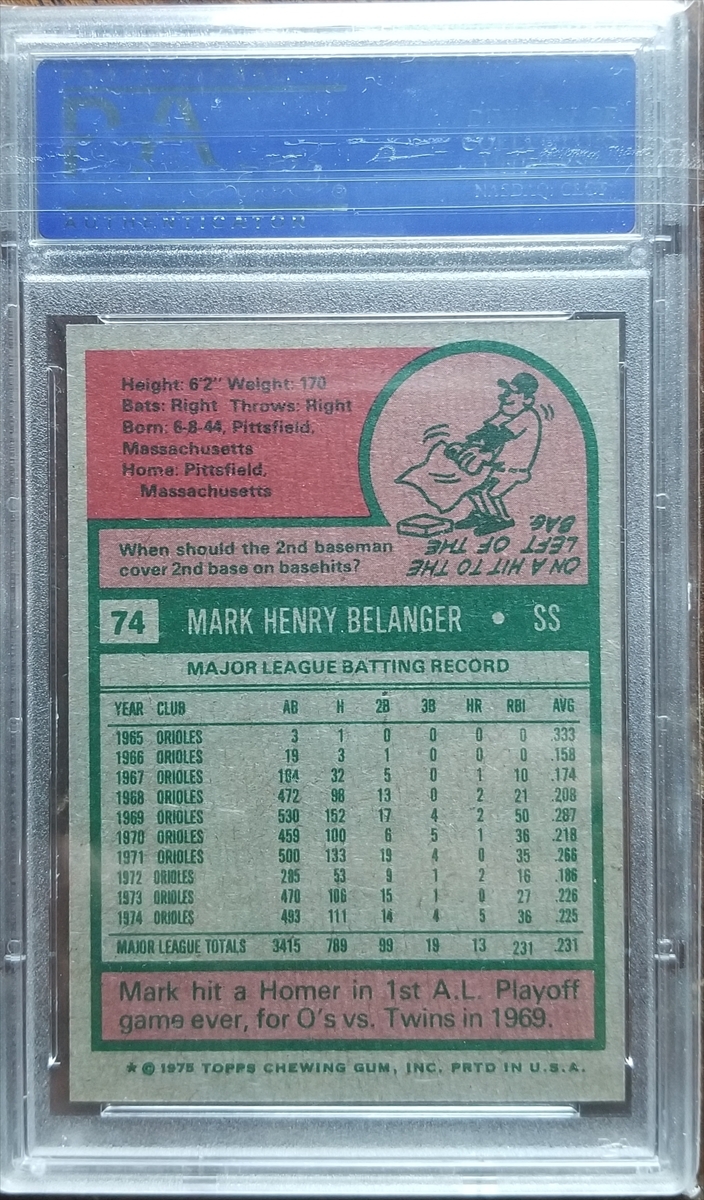 AUTHENTICATOR
Height: 6'2" Weight: 170
Bats: Right Throws: Right
Born: 6-8-44, Pittsfield,
Massachusetts
Home: Pittsfield,
Massachusetts
When should the 2nd baseman
cover 2nd base on basehits?
ON A HIT TO THE
LEFT OF THE
BAG.
74 MARK HENRY BELANGER • SS
MAJOR LEAGUE BATTING RECORD
YEAR CLUB AB H 2B 3B HR RBI AVG
1965 ORIOLES 3 1 0 0 0 0 .333
1966 ORIOLES 19 3 1 0 0 0 .158
1967 ORIOLES 184 32 5 0 1 10 .174
1968 ORIOLES 472 98 13 0 2 21 .208
1969 ORIOLES 530 152 17 4 2 50 .287
1970 ORIOLES 459 100 6 5 1 36 .218
1971 ORIOLES 500 133 19 4 0 35 .266
1972 ORIOLES 285 53 9 1 2 16 .186
1973 ORIOLES 470 106 15 1 0 27 .226
1974 ORIOLES 493 111 14 4 5 36 .225
MAJOR LEAGUE TOTALS 3415 789 99 19 13 231 .231
Mark hit a Homer in 1st A.L. Playoff
game ever, for O's vs. Twins in 1969.
★ © 1975 TOPPS CHEWING GUM, INC. PRTD IN U.S.A.